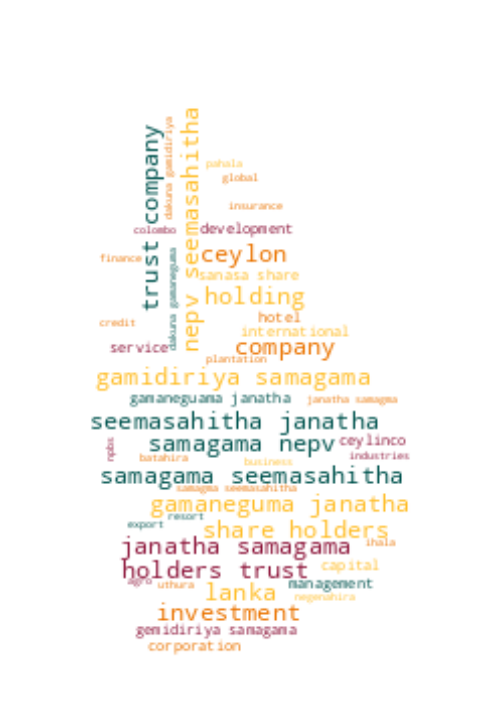 trust company
dakuna gamidiriya
nepv seemasahitha
pahala
global
insurance
colombo
development
finance
ceylon
dakuna gamaneguma
sanasa share
holding
credit
hotel
international
service
company
plantation
gamidiriya samagama
gamaneguama janatha
janatha samagma
seemasahitha janatha
samagama nepv
ceylinco
npbs
batahira
business
industries
samagama seemasahitha
samagma seemasahitha
gamaneguma janatha
resort
export
share holders
janatha samagama
ihala
holders trust
capital
agro
uthura
management
lanka
negenahira
investment
gemidiriya samagama
corporation